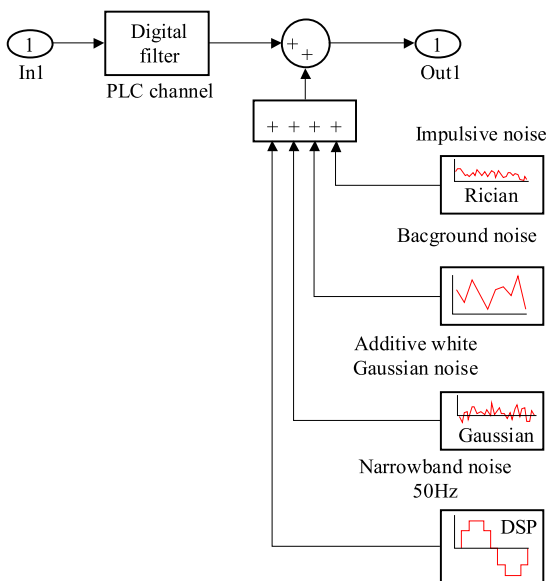 1
In1
Digital
filter
PLC channel
+
+
1
Out1
+ + + +
Impulsive noise
Rician
Bacground noise
Additive white
Gaussian noise
Gaussian
Narrowband noise
50Hz
DSP